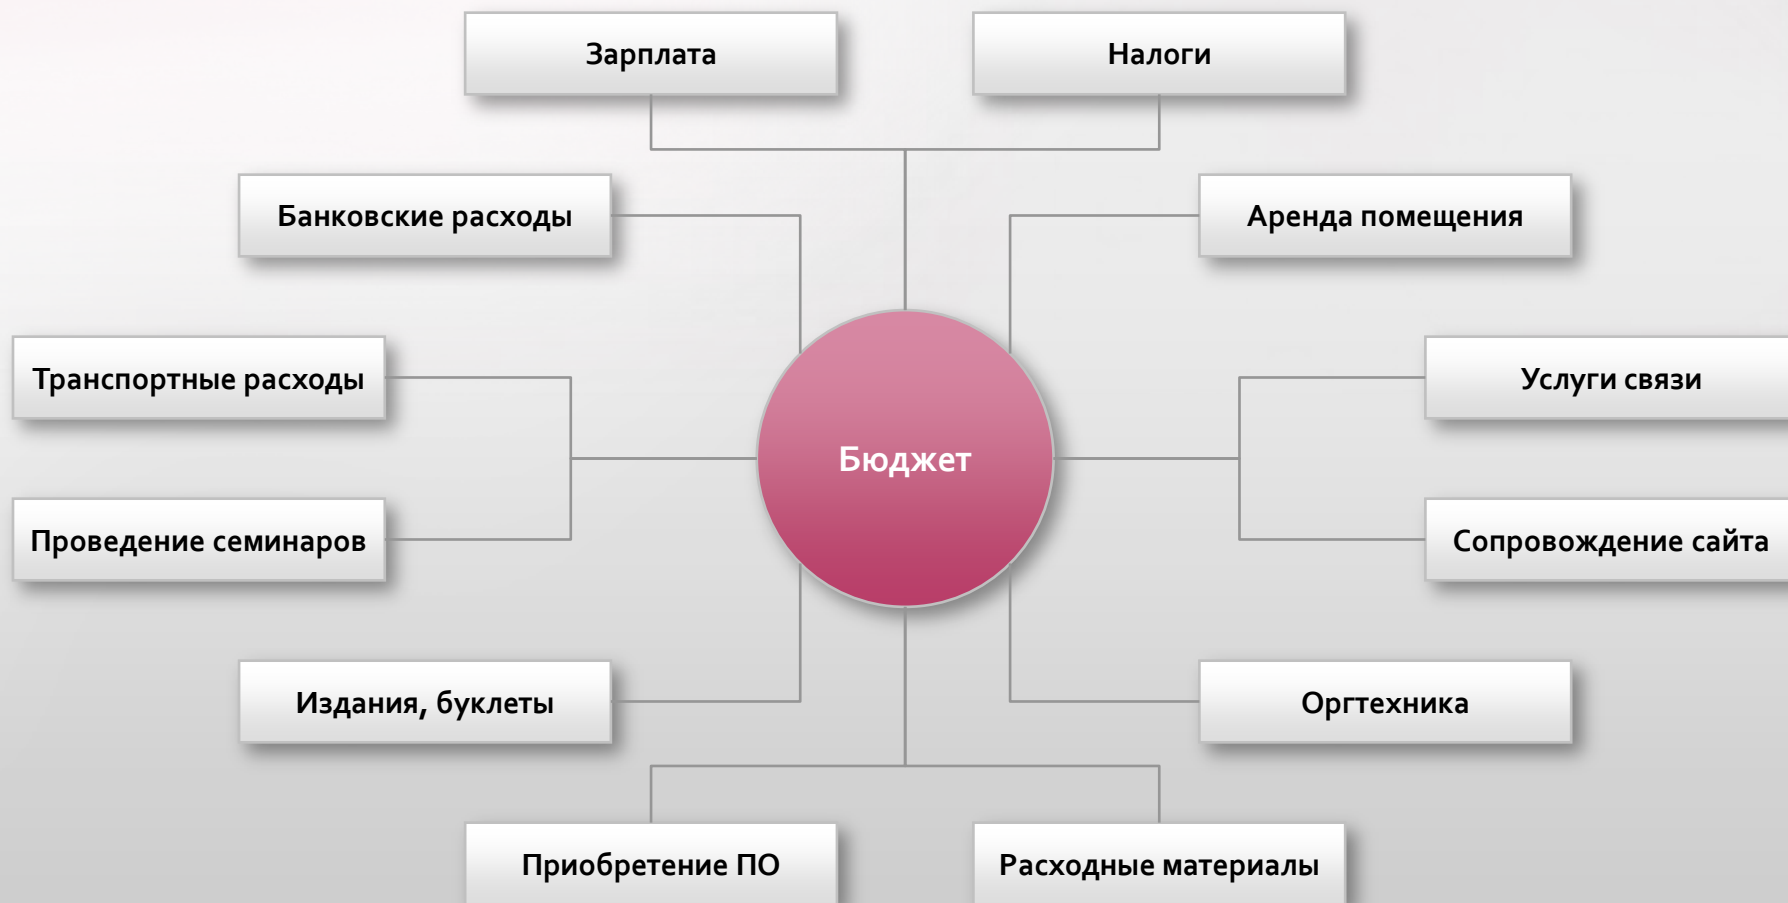 Зарплата
Налоги
Банковские расходы
Аренда помещения
Транспортные расходы
Услуги связи
Бюджет
Проведение семинаров
Сопровождение сайта
Издания, буклеты
Оргтехника
Приобретение ПО
Расходные материалы